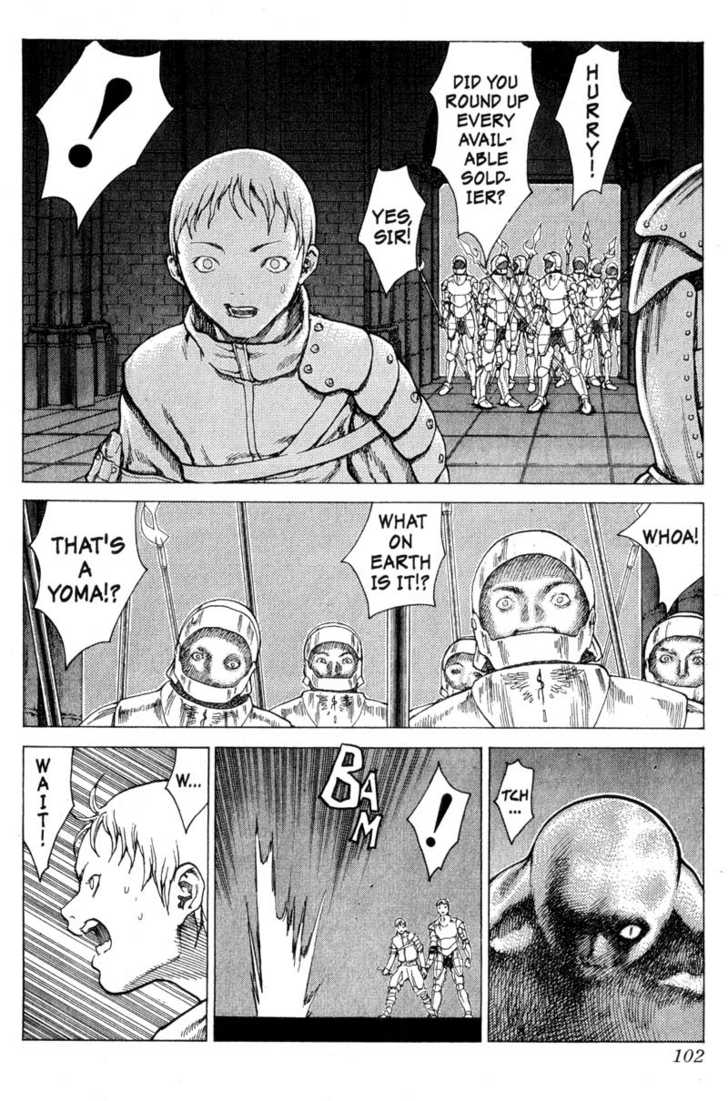 HURRY!
DID YOU
ROUND UP
EVERY
AVAIL-
ABLE
SOLD-
IER?
YES,
SIR!
!
WHOA!
WHAT
ON
EARTH
IS IT!?
THAT'S
A
YOMA!?
TCH
...
!
BAM
W...
WAIT!
102